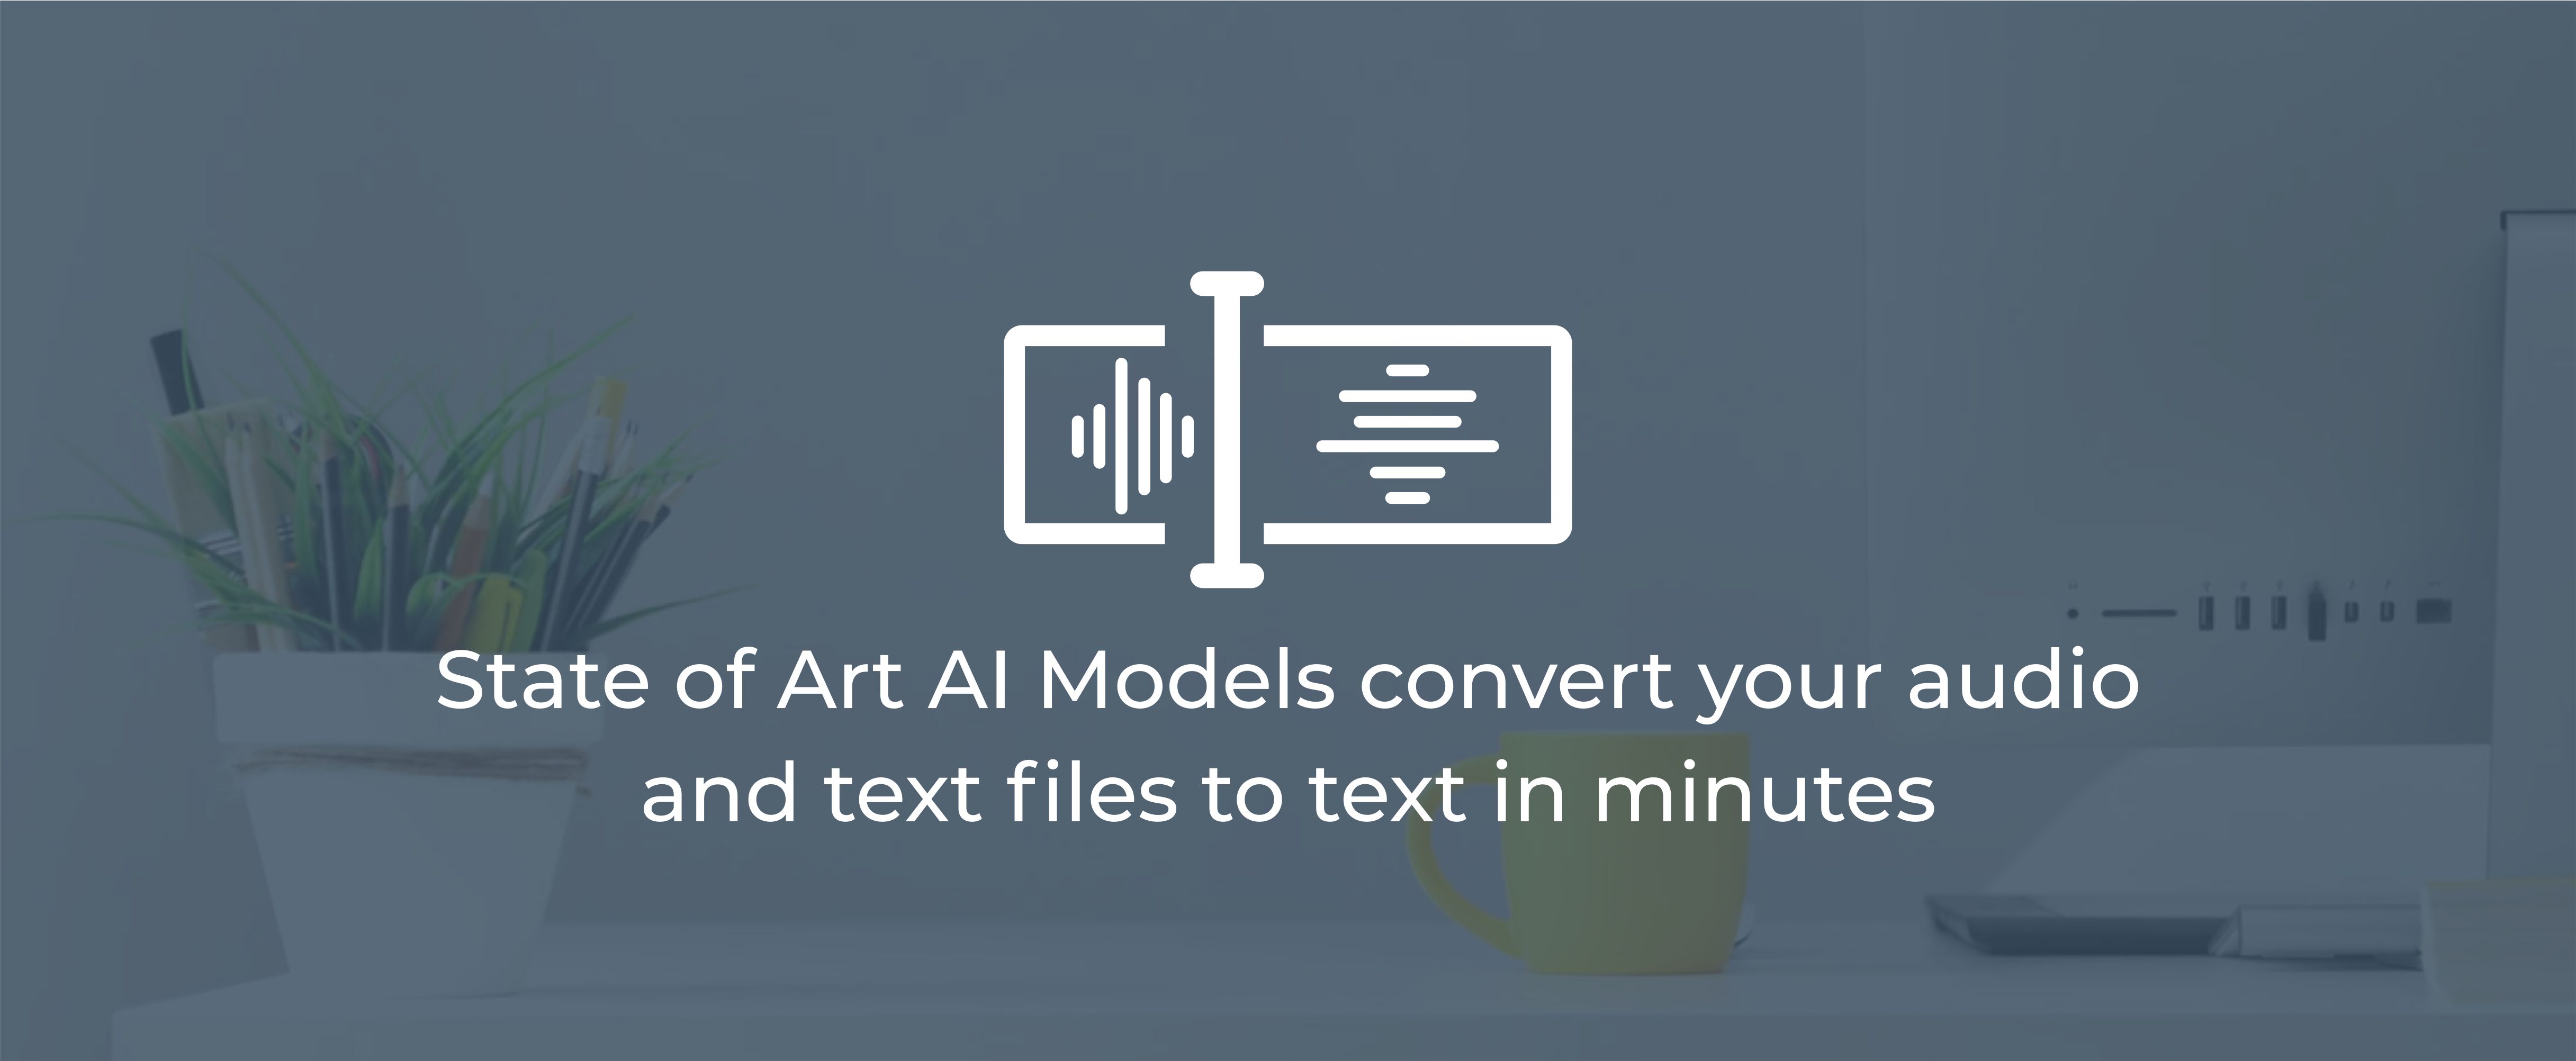 State of Art AI Models convert your audio
and text files to text in minutes